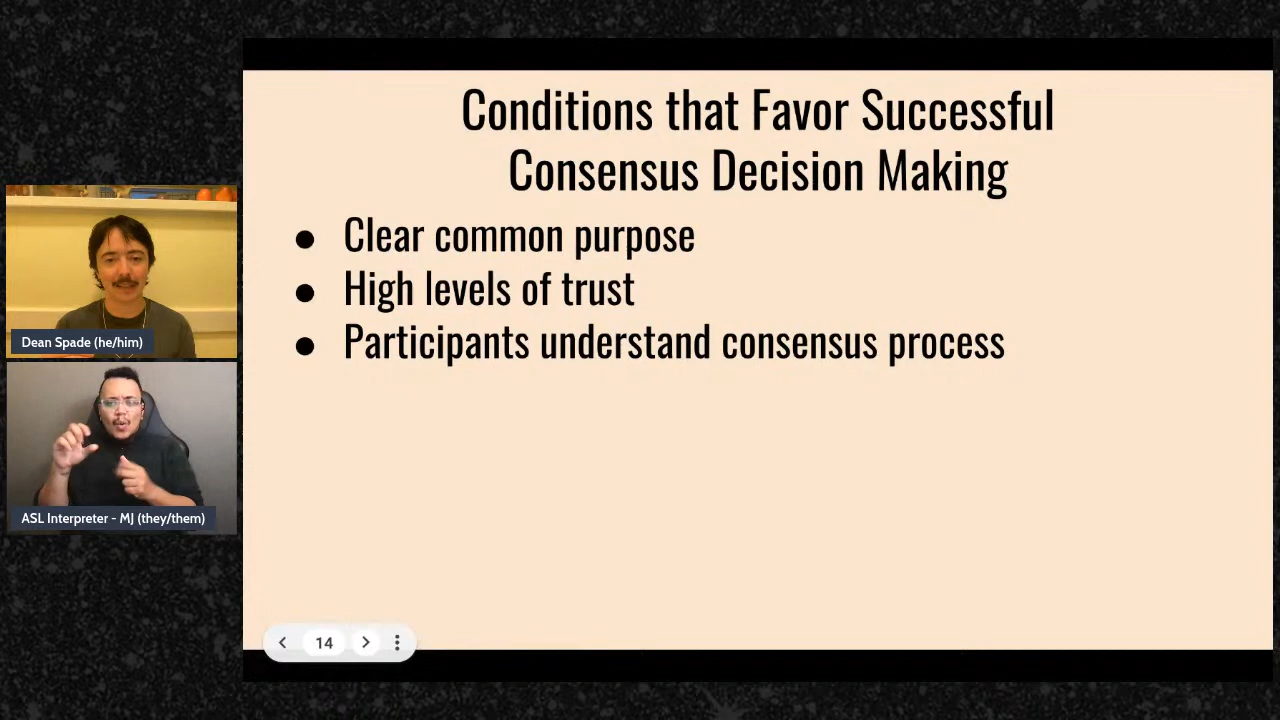 Conditions that Favor Successful
Consensus Decision Making
● Clear common purpose
● High levels of trust
● Participants understand consensus process
Dean Spade (he/him)
ASL Interpreter - MJ (they/them)
14